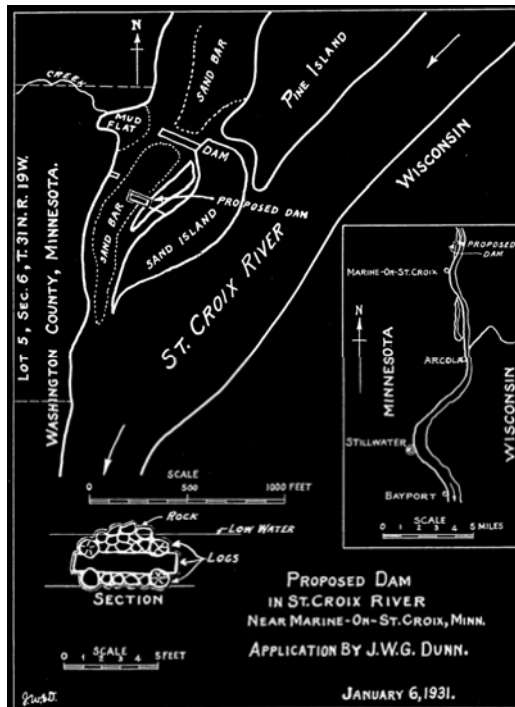 N
CREEK
MUD
FLAT
SAND BAR
PINE ISLAND
DAM
PROPOSED DAM
SAND BAR
SAND ISLAND
ST. CROIX RIVER
WISCONSIN
LOT 5, SEC. 6, T. 31 N. R. 19W.
WASHINGTON COUNTY, MINNESOTA.
PROPOSED
DAM
MARINE-ON-ST.CROIX
N
ARCOLA
MINNESOTA
WISCONSIN
STILLWATER
BAYPORT
SCALE
0 1 2 3 4 5 MILES
SCALE
0 500 1000 FEET
ROCK
LOW WATER
LOGS
SECTION
SCALE
0 1 2 3 4 5 FEET
PROPOSED DAM
IN ST. CROIX RIVER
NEAR MARINE-ON-ST. CROIX, MINN.
APPLICATION BY J.W.G. DUNN.
JANUARY 6, 1931.
J.W.G.D.